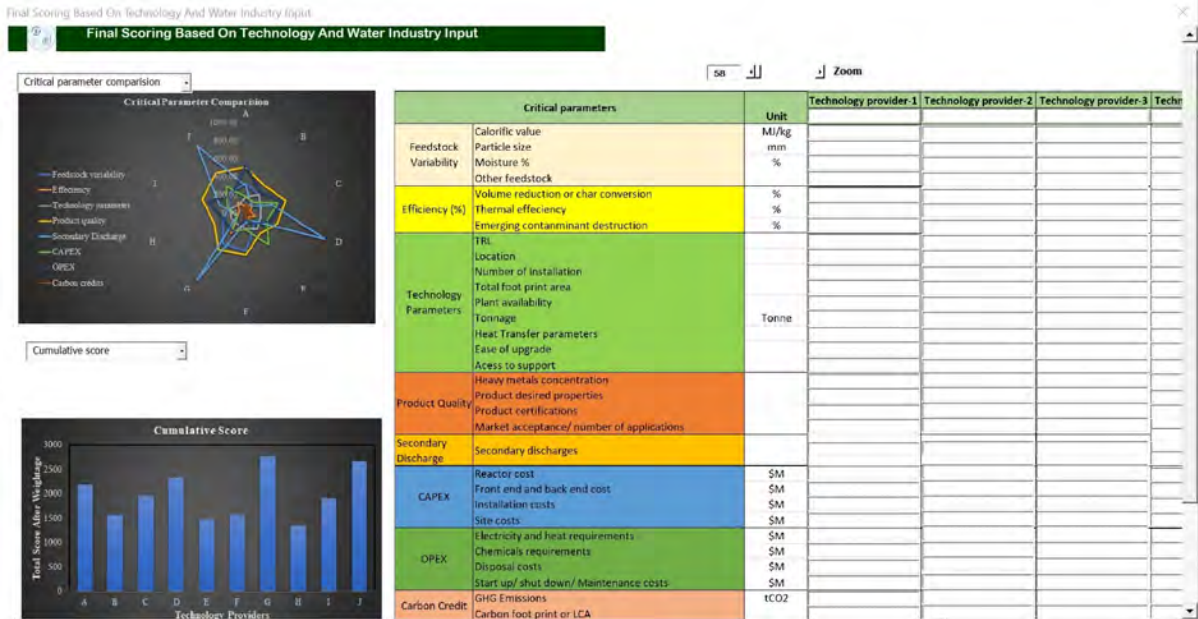 Final Scoring Based On Technology And Water Industry Input
Final Scoring Based On Technology And Water Industry Input
58
Zoom
Critical parameter comparision
Critical Parameter Comparision
A
B
C
D
E
F
G
H
I
Feedstock variability
Effeciency
Technology parameter
Product quality
Secondary Discharge
CAPEX
OPEX
Carbon credits
Cumulative score
Cumulative Score
Total Score After Weightage
3000
2500
2000
1500
1000
500
0
A B C D E F G H I J
Technology Providers
Critical parameters Unit Technology provider-1 Technology provider-2 Technology provider-3 Techn
Feedstock Variability
Calorific value MJ/kg
Particle size mm
Moisture % %
Other feedstock
Efficiency (%)
Volume reduction or char conversion %
Thermal effeciency %
Emerging contanminant destruction %
Technology Parameters
TRL
Location
Number of installation
Total foot print area
Plant availability
Tonnage Tonne
Heat Transfer parameters
Ease of upgrade
Acess to support
Product Quality
Heavy metals concentration
Product desired properties
Product certifications
Market acceptance/ number of applications
Secondary Discharge
Secondary discharges
CAPEX
Reactor cost $M
Front end and back end cost $M
Installation costs $M
Site costs $M
OPEX
Electricity and heat requirements $M
Chemicals requirements $M
Disposal costs $M
Start up/ shut down/ Maintenance costs $M
Carbon Credit
GHG Emissions tCO2
Carbon foot print or LCA